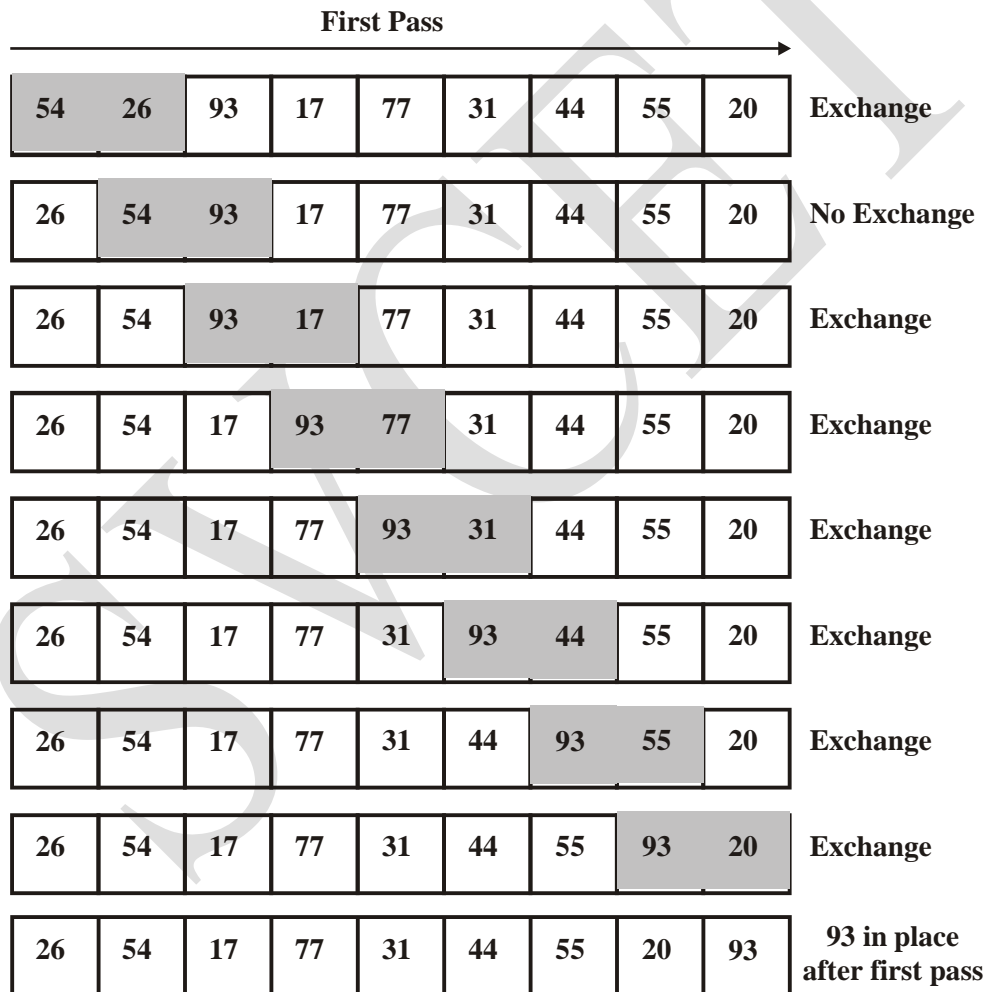 First Pass
54 26 93 17 77 31 44 55 20 Exchange
26 54 93 17 77 31 44 55 20 No Exchange
26 54 93 17 77 31 44 55 20 Exchange
26 54 17 93 77 31 44 55 20 Exchange
26 54 17 77 93 31 44 55 20 Exchange
26 54 17 77 31 93 44 55 20 Exchange
26 54 17 77 31 44 93 55 20 Exchange
26 54 17 77 31 44 55 93 20 Exchange
26 54 17 77 31 44 55 20 93 93 in place
after first pass
SVCET